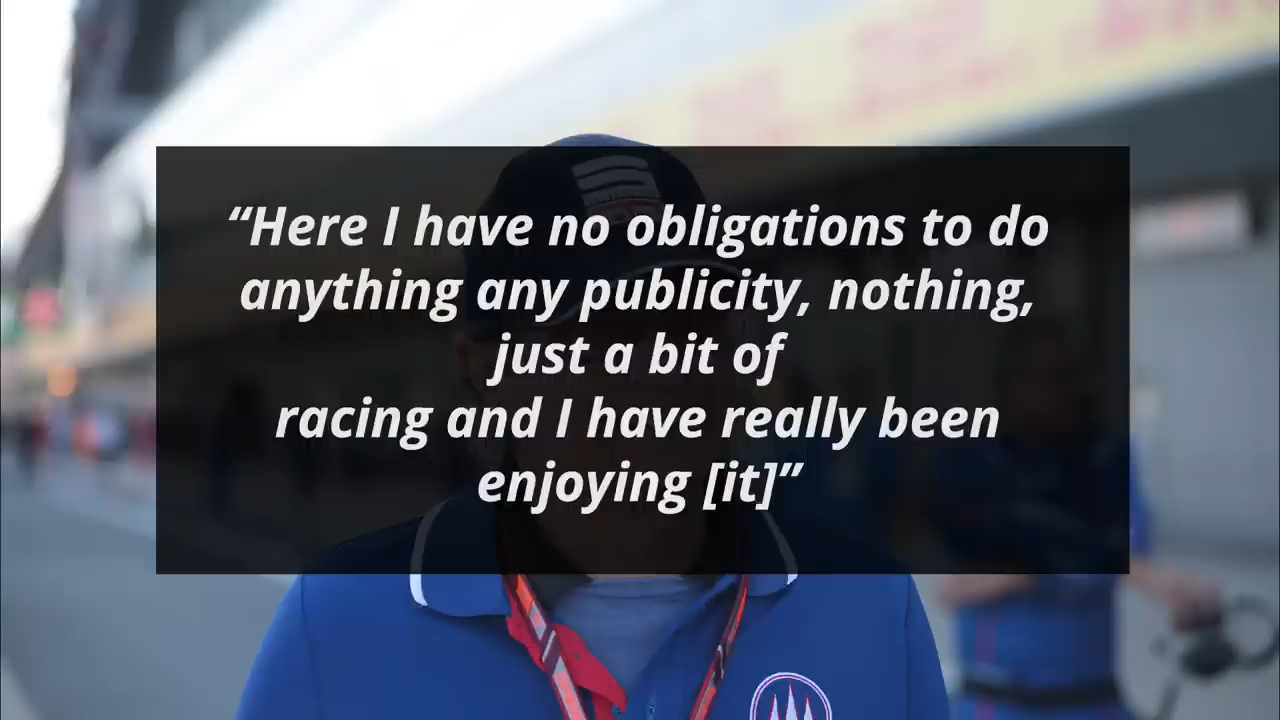 “Here I have no obligations to do
anything any publicity, nothing,
just a bit of
racing and I have really been
enjoying [it]”